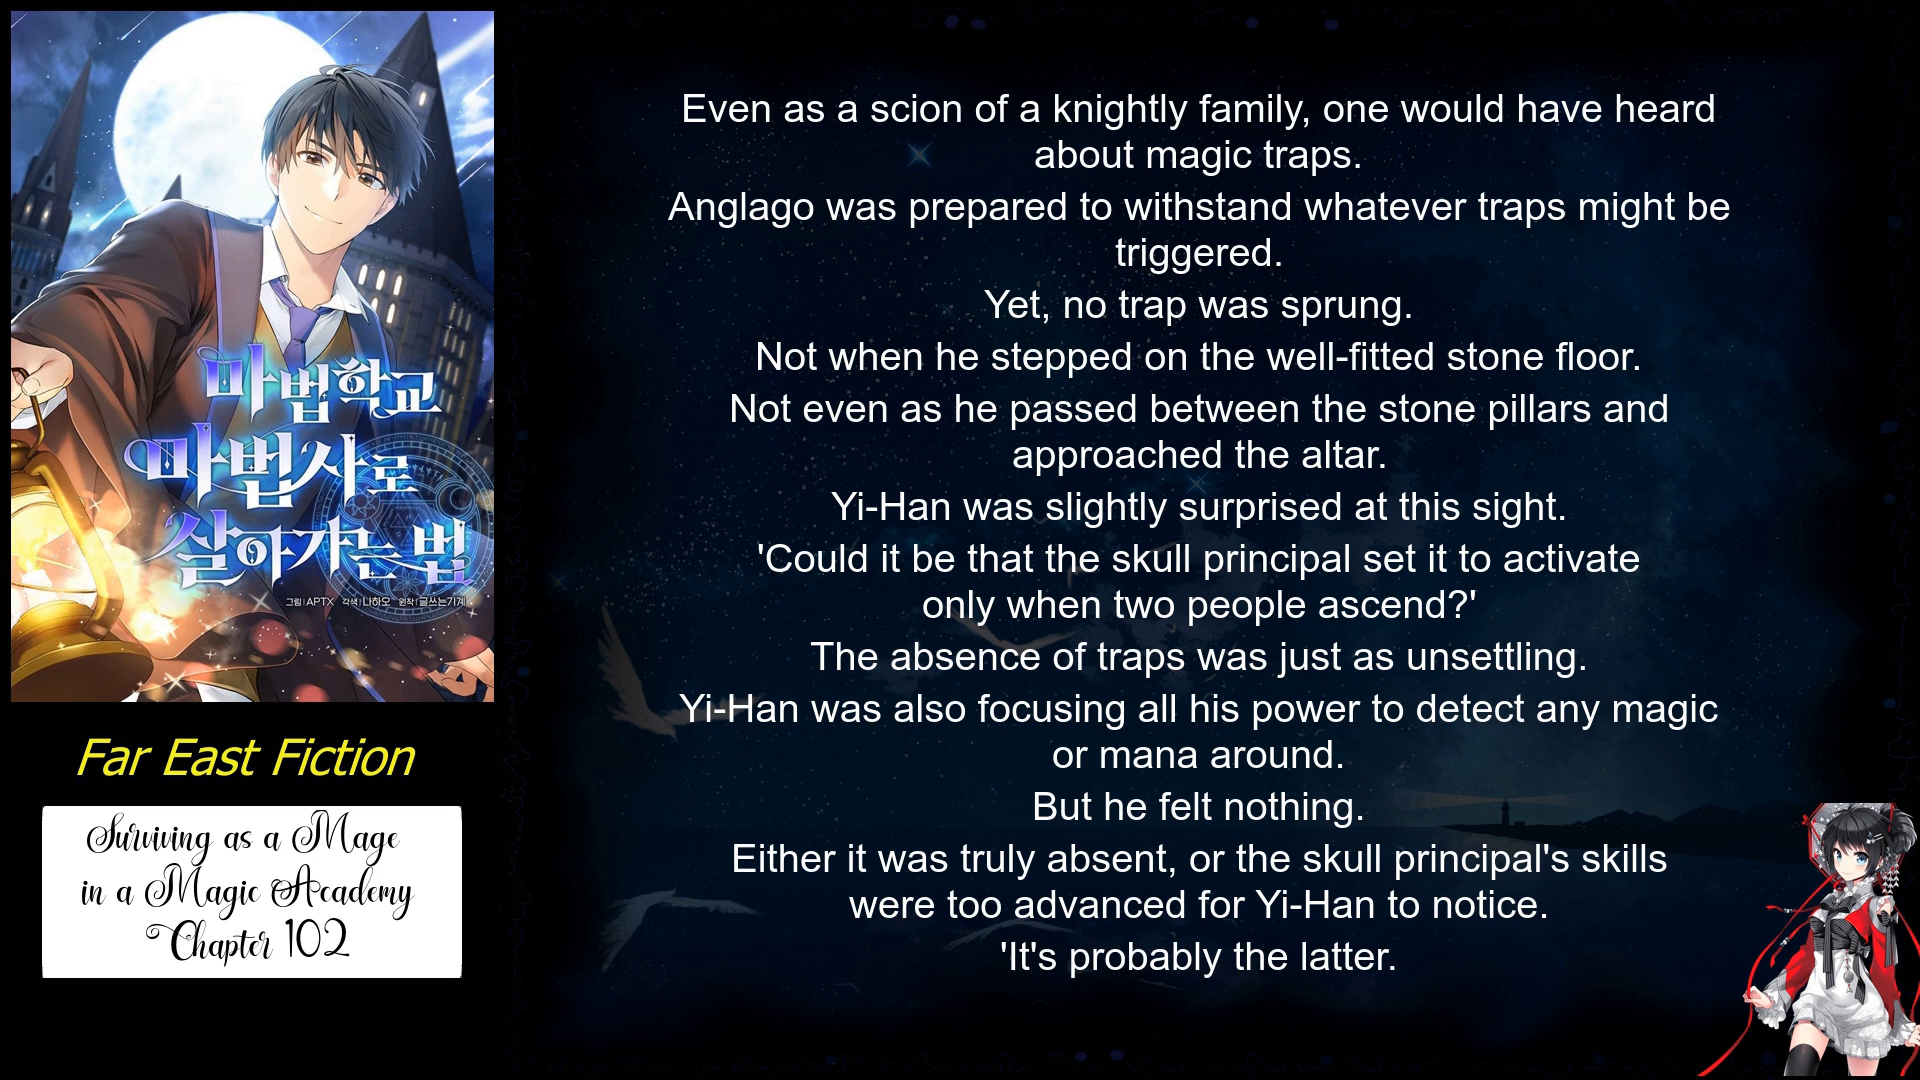 마법학교
마법사로
살아가는 법
그림|APTX 각색|나하오 원작|글쓰는기계
Far East Fiction
Surviving as a Mage
in a Magic Academy
Chapter 102
Even as a scion of a knightly family, one would have heard
about magic traps.
Anglago was prepared to withstand whatever traps might be
triggered.
Yet, no trap was sprung.
Not when he stepped on the well-fitted stone floor.
Not even as he passed between the stone pillars and
approached the altar.
Yi-Han was slightly surprised at this sight.
'Could it be that the skull principal set it to activate
only when two people ascend?'
The absence of traps was just as unsettling.
Yi-Han was also focusing all his power to detect any magic
or mana around.
But he felt nothing.
Either it was truly absent, or the skull principal's skills
were too advanced for Yi-Han to notice.
'It's probably the latter.